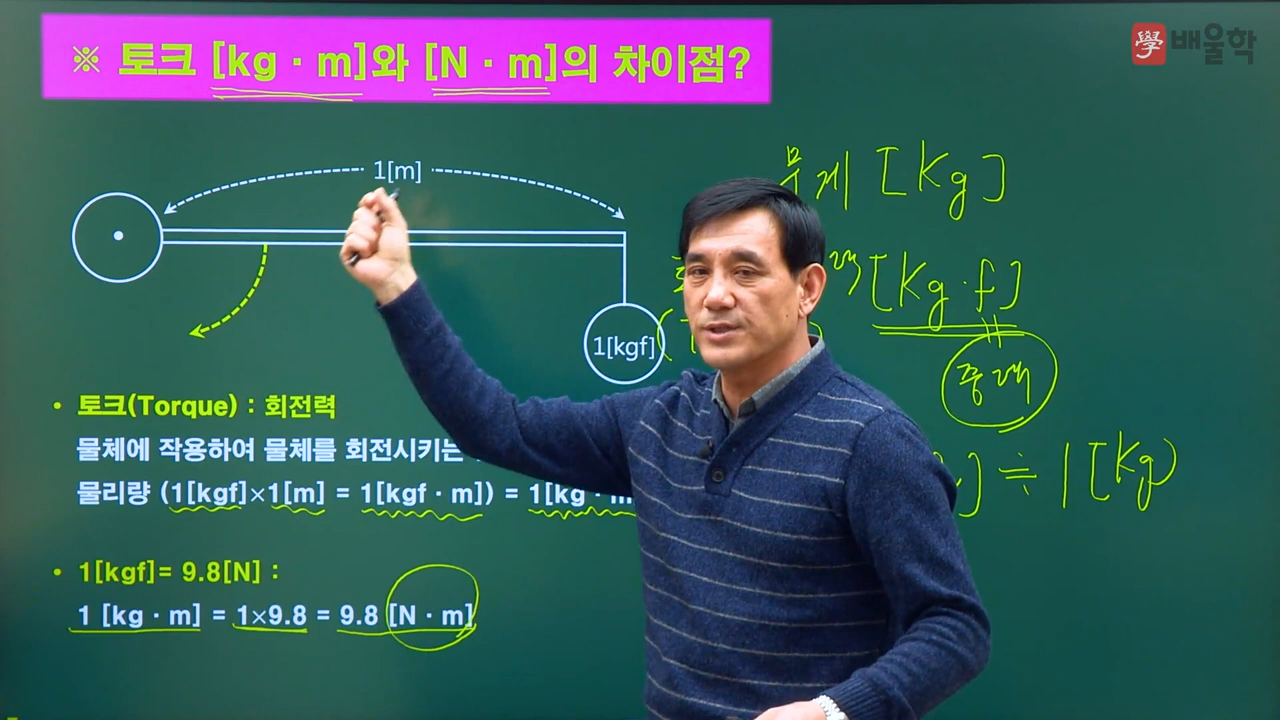 學 배울학
※ 토크 [kg · m]와 [N · m]의 차이점?
1[m]
1[kgf]
• 토크(Torque) : 회전력
물체에 작용하여 물체를 회전시키는
물리량 (1[kgf]×1[m] = 1[kgf · m]) = 1[kg · m
• 1[kgf]= 9.8[N] :
1 [kg · m] = 1×9.8 = 9.8 [N · m]
무게 [Kg]
[Kg·f]
중력
] ≒ 1[Kg]